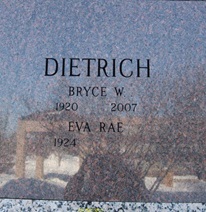 DIETRICH
BRYCE W
1920 2007
EVA RAE
1924